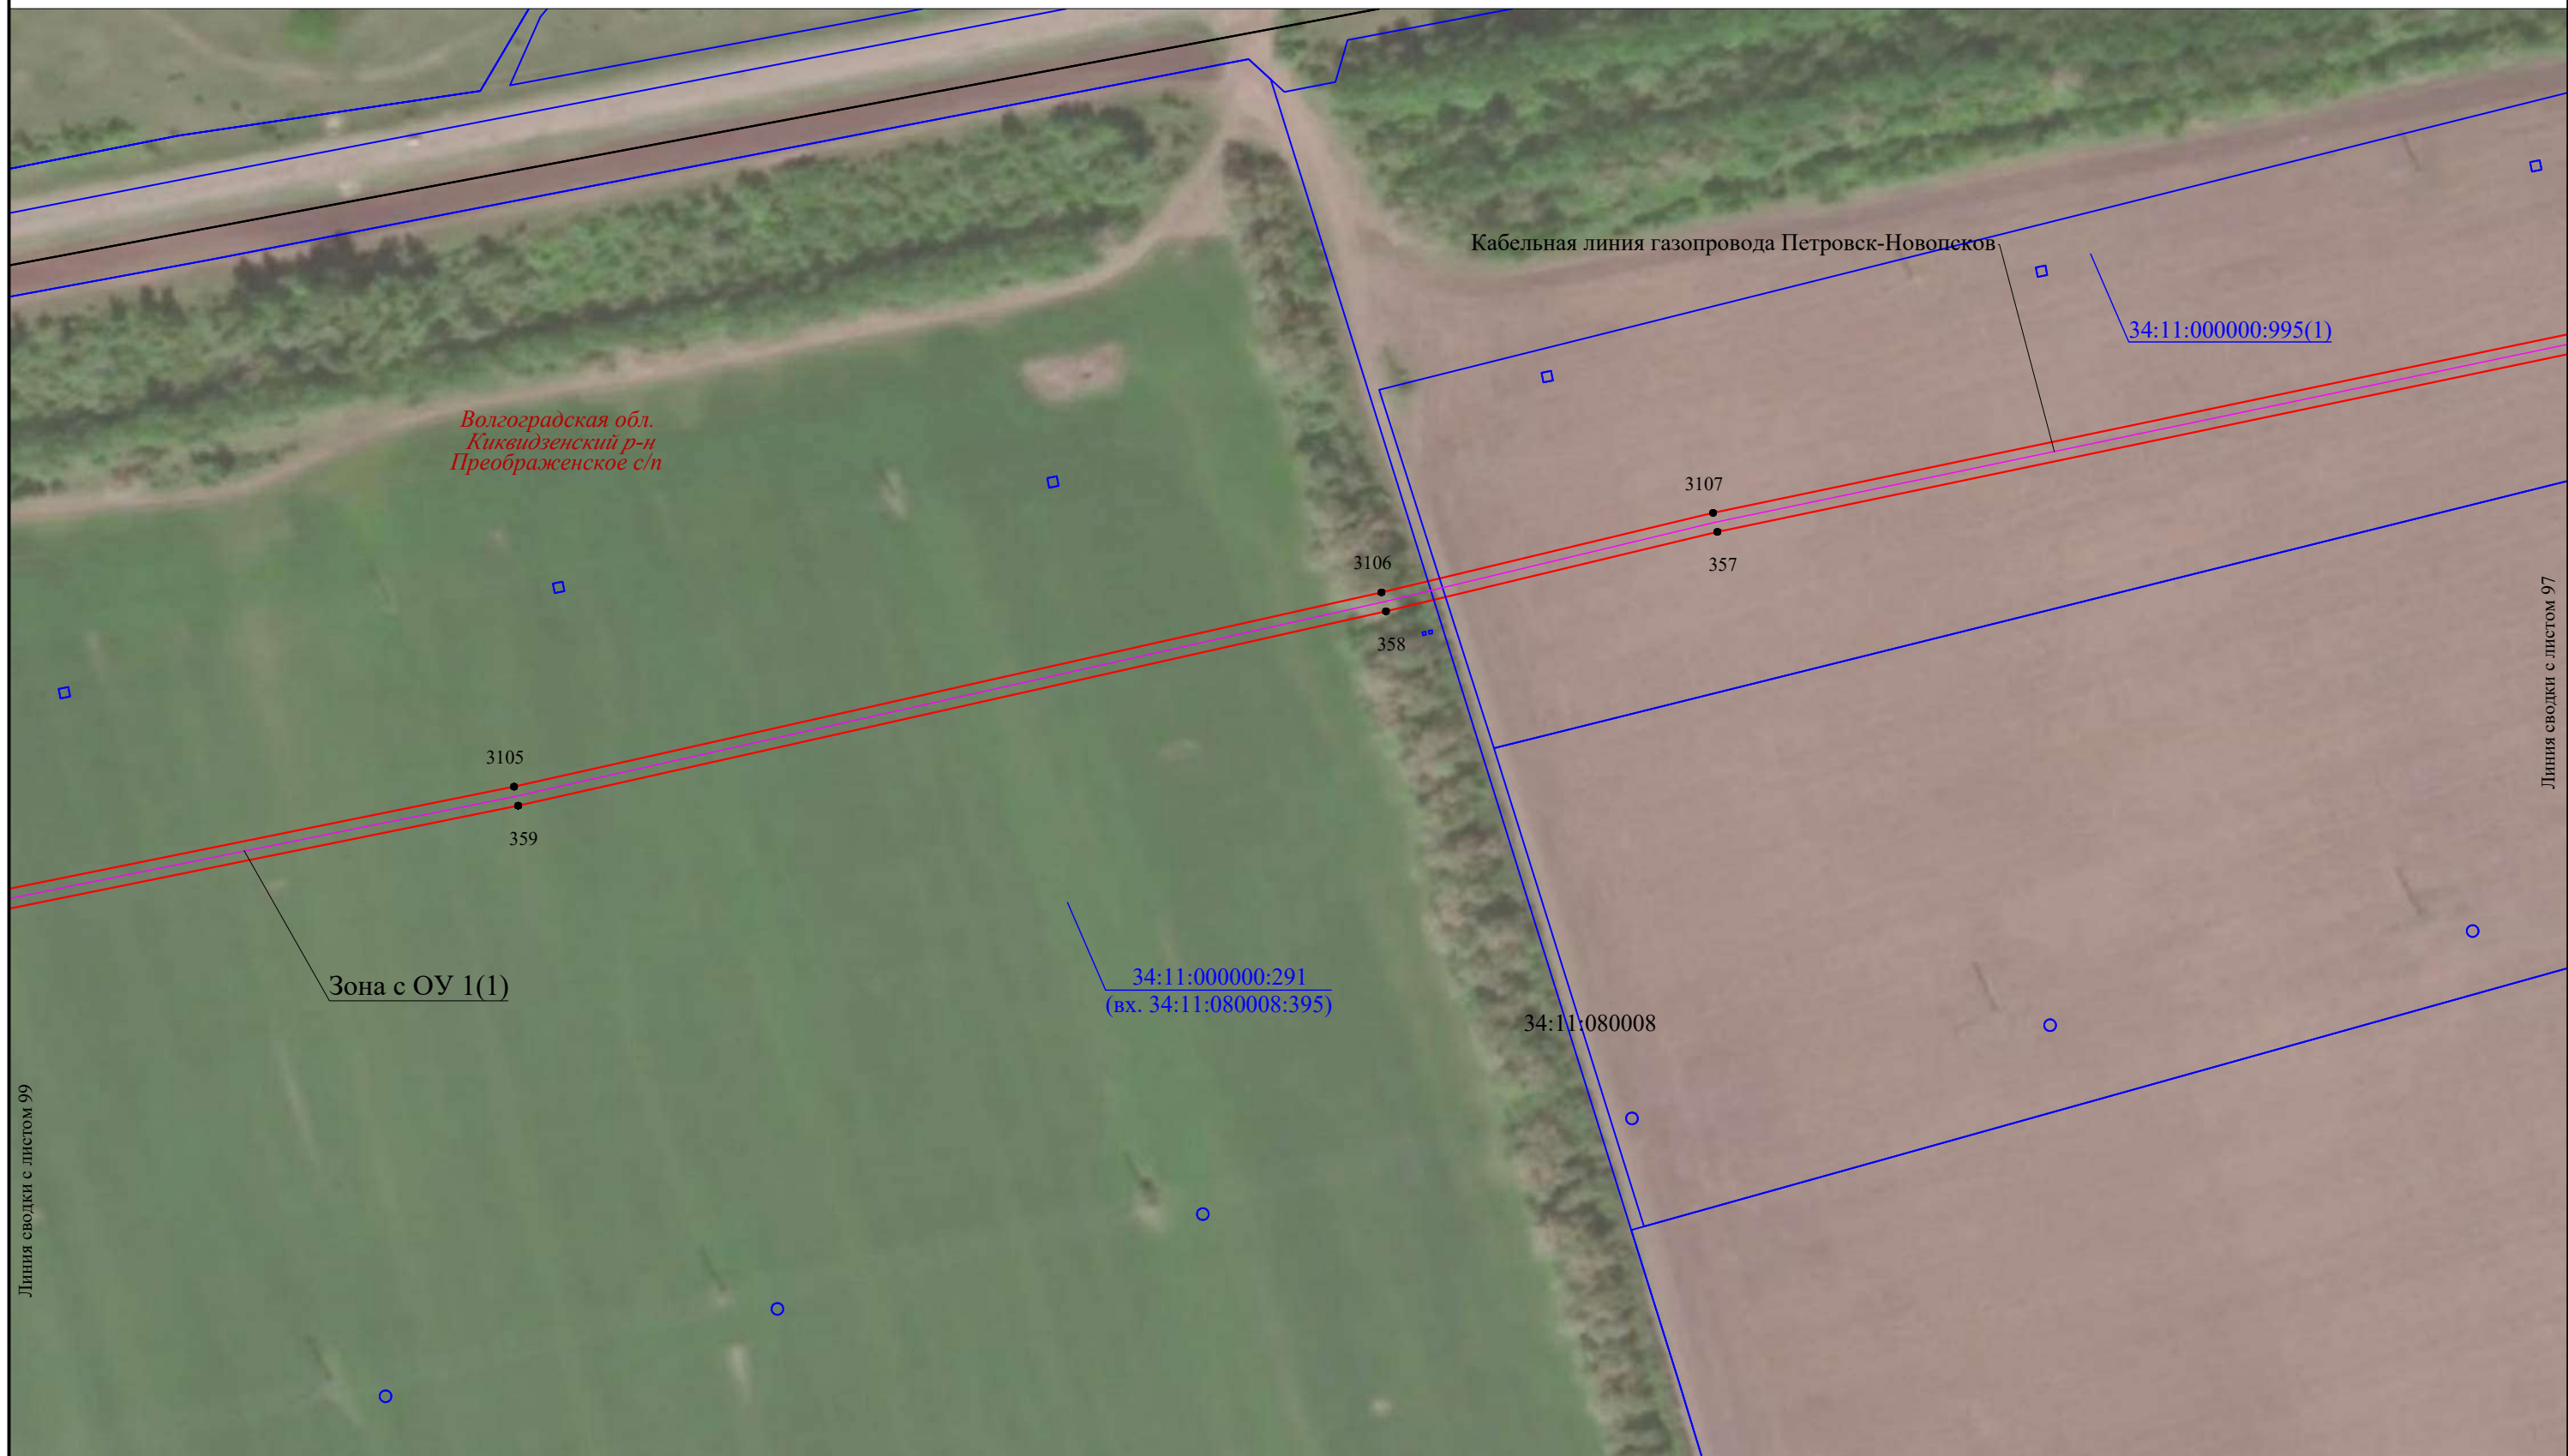 Кабельная линия газопровода Петровск-Новопсков
34:11:000000:995(1)
Волгоградская обл.
Киквидзенский р-н
Преображенское с/п
3107
357
3106
358
Линия сводки с листом 97
3105
359
Зона с ОУ 1(1)
34:11:000000:291
(вх. 34:11:080008:395)
34:11:080008
Линия сводки с листом 99